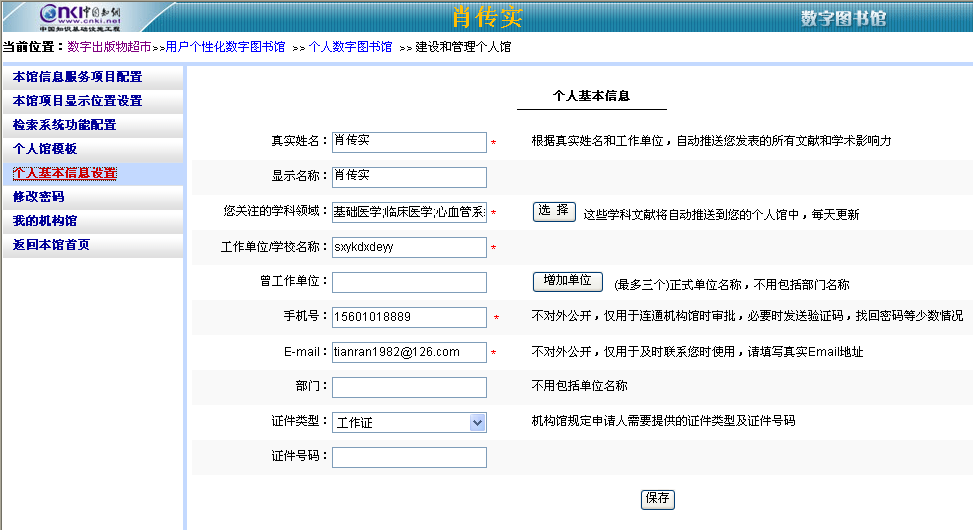 cnki中国知网
www.cnki.net
中国知识基础设施工程
肖传实
数字图书馆
当前位置：数字出版物超市>>用户个性化数字图书馆 >> 个人数字图书馆 >> 建设和管理个人馆
本馆信息服务项目配置
本馆项目显示位置设置
检索系统功能配置
个人馆模板
个人基本信息设置
修改密码
我的机构馆
返回本馆首页
个人基本信息
真实姓名： 肖传实 * 根据真实姓名和工作单位，自动推送您发表的所有文献和学术影响力
显示名称： 肖传实
您关注的学科领域： 基础医学;临床医学;心血管系 * 选 择 这些学科文献将自动推送到您的个人馆中，每天更新
工作单位/学校名称： sxykdxdeyy *
曾工作单位： 增加单位 (最多三个)正式单位名称，不用包括部门名称
手机号： 15601018889 * 不对外公开，仅用于连通机构馆时审批，必要时发送验证码，找回密码等少数情况
E-mail： tianran1982@126.com * 不对外公开，仅用于及时联系您时使用，请填写真实Email地址
部门： 不用包括单位名称
证件类型： 工作证 机构馆规定申请人需要提供的证件类型及证件号码
证件号码：
保存